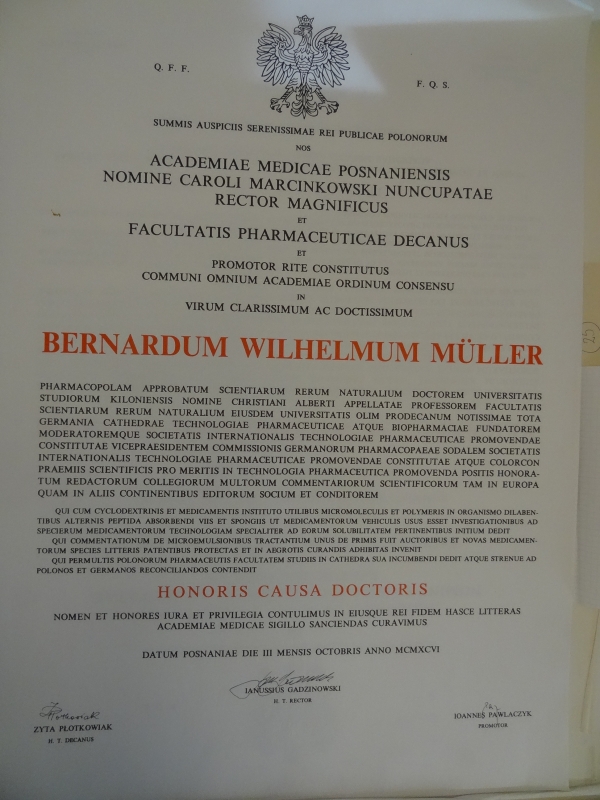 Q. F. F.
F. Q. S.
SUMMIS AUSPICIIS SERENISSIMAE REI PUBLICAE POLONORUM
NOS
ACADEMIAE MEDICAE POSNANIENSIS
NOMINE CAROLI MARCINKOWSKI NUNCUPATAE
RECTOR MAGNIFICUS
ET
FACULTATIS PHARMACEUTICAE DECANUS
ET
PROMOTOR RITE CONSTITUTUS
COMMUNI OMNIUM ACADEMIAE ORDINUM CONSENSU
IN
VIRUM CLARISSIMUM AC DOCTISSIMUM
BERNARDUM WILHELMUM MÜLLER
PHARMACOPOLAM APPROBATUM SCIENTIARUM RERUM NATURALIUM DOCTOREM UNIVERSITATIS
STUDIORUM KILONIENSIS NOMINE CHRISTIANI ALBERTI APPELLATAE PROFESSOREM FACULTATIS
SCIENTIARUM RERUM NATURALIUM EIUSDEM UNIVERSITATIS OLIM PRODECANUM NOTISSIMAE TOTA
GERMANIA CATHEDRAE TECHNOLOGIAE PHARMACEUTICAE ATQUE BIOPHARMACIAE FUNDATOREM
MODERATOREMQUE SOCIETATIS INTERNATIONALIS TECHNOLOGIAE PHARMACEUTICAE PROMOVENDAE
CONSTITUTAE VICEPRAESIDENTEM COMMISSIONIS GERMANORUM PHARMACOPAEAE SODALEM SOCIETATIS
INTERNATIONALIS TECHNOLOGIAE PHARMACEUTICAE PROMOVENDAE CONSTITUTAE ATQUE COLORCON
PRAEMIIS SCIENTIFICIS PRO MERITIS IN TECHNOLOGIA PHARMACEUTICA PROMOVENDA POSITIS HONORA-
TUM REDACTORUM COLLEGIORUM MULTORUM COMMENTARIORUM SCIENTIFICORUM TAM IN EUROPA
QUAM IN ALIIS CONTINENTIBUS EDITORUM SOCIUM ET CONDITOREM
QUI CUM CYCLODEXTRINIS ET MEDICAMENTIS INSTITUTO UTILIBUS MICROMOLECULIS ET POLYMERIS IN ORGANISMO DILABEN-
TIBUS ALTERNIS PEPTIDA ABSORBENDI VIIS ET SPONGIIS UT MEDICAMENTORUM VEHICULIS USUS ESSET INVESTIGATIONIBUS AD
SPECIERUM MEDICAMENTORUM TECHNOLOGIAM SPECIALITER AD EORUM SOLUBILITATEM PERTINENTIBUS INITIUM DEDIT
QUI COMMENTATIONUM DE MICROEMULSIONIBUS TRACTANTIUM UNUS DE PRIMIS FUIT AUCTORIBUS ET NOVAS MEDICAMEN-
TORUM SPECIES LITTERIS PATENTIBUS PROTECTAS ET IN AEGROTIS CURANDIS ADHIBITAS INVENIT
QUI PERMULTIS POLONORUM PHARMACEUTIS FACULTATEM STUDIIS IN CATHEDRA SUA INCUMBENDI DEDIT ATQUE STRENUE AD
POLONOS ET GERMANOS RECONCILIANDOS CONTENDIT
HONORIS CAUSA DOCTORIS
NOMEN ET HONORES IURA ET PRIVILEGIA CONTULIMUS IN EIUSQUE REI FIDEM HASCE LITTERAS
ACADEMIAE MEDICAE SIGILLO SANCIENDAS CURAVIMUS
DATUM POSNANIAE DIE III MENSIS OCTOBRIS ANNO MCMXCVI
IANUSSIUS GADZINOWSKI
H. T. RECTOR
ZPłotkowiak
ZYTA PŁOTKOWIAK
H. T. DECANUS
IOANNES PAWLACZYK
PROMOTOR
(25)